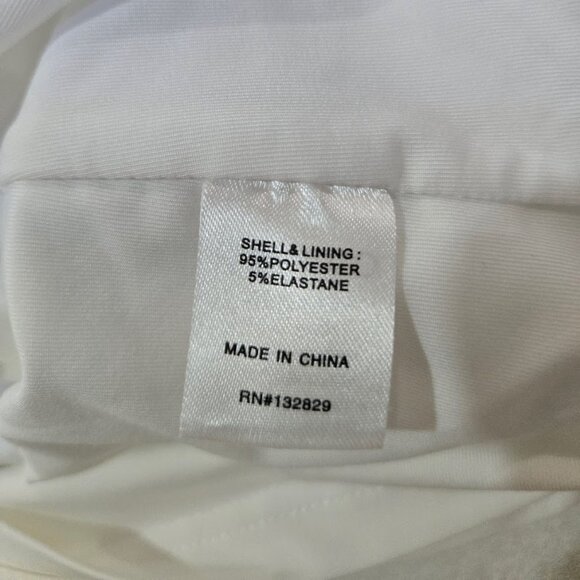 SHELL& LINING :
95%POLYESTER
5%ELASTANE
MADE IN CHINA
RN#132829